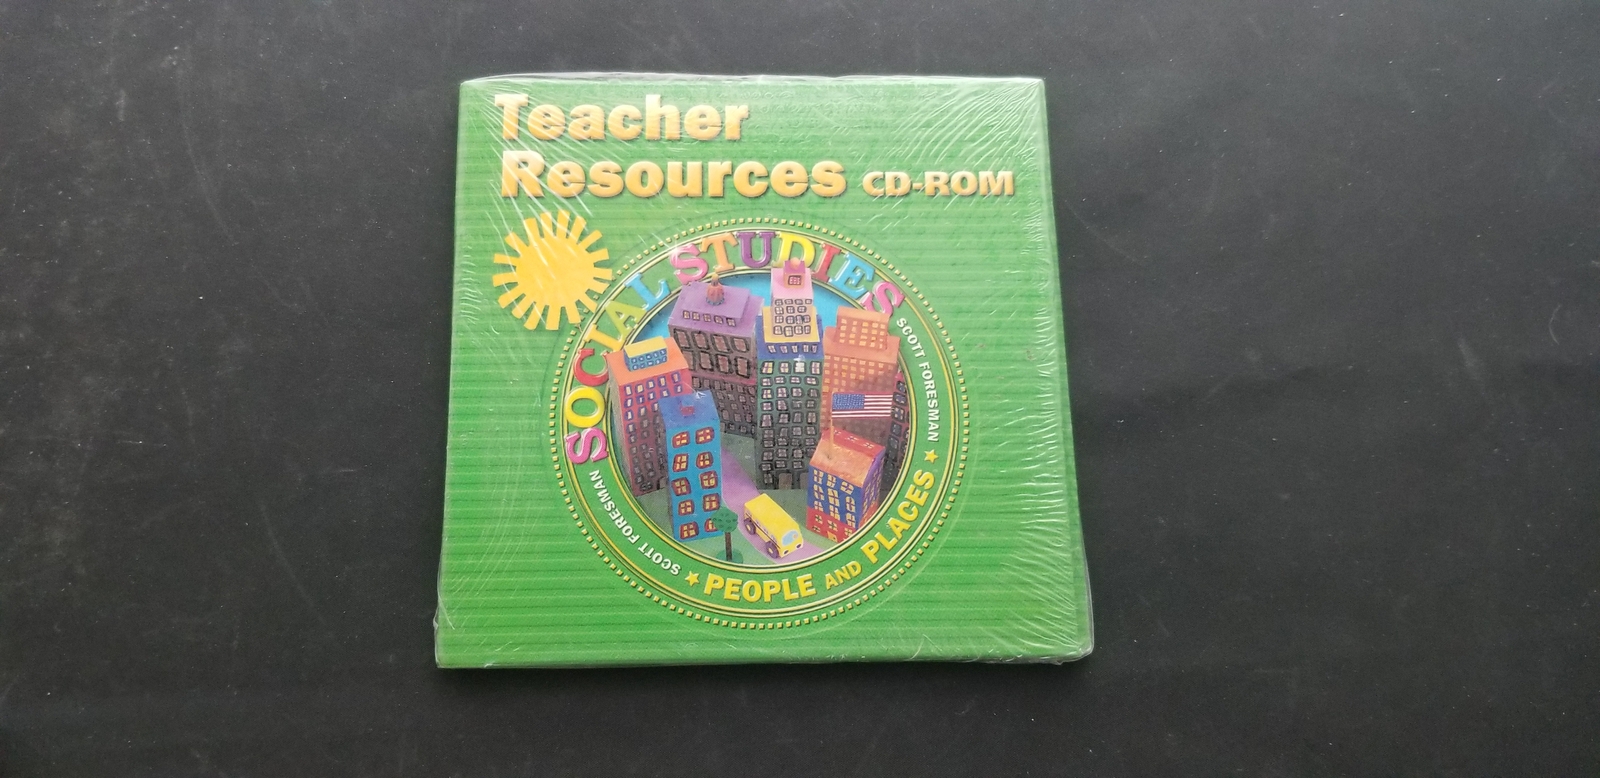 Teacher
Resources CD-ROM
SOCIAL STUDIES
SCOTT FORESMAN
SCOTT FORESMAN
★ PEOPLE AND PLACES ★